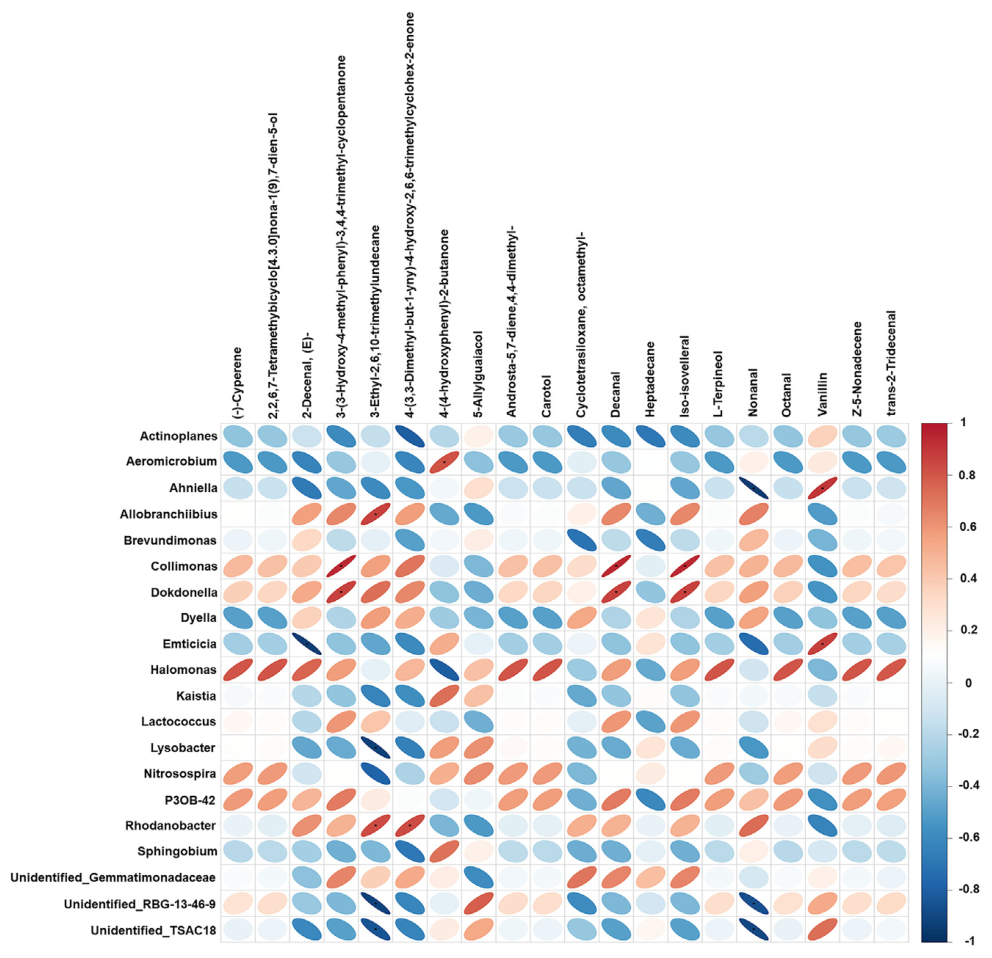 (-)-Cyperene
2,2,6,7-Tetramethybicyclo[4.3.0]nona-1(9),7-dien-5-ol
2-Decenal, (E)-
3-(3-Hydroxy-4-methyl-phenyl)-3,4,4-trimethyl-cyclopentanone
3-Ethyl-2,6,10-trimethylundecane
4-(3,3-Dimethyl-but-1-yny)-4-hydroxy-2,6,6-trimethylcyclohex-2-enone
4-(4-hydroxyphenyl)-2-butanone
5-Allylguaiacol
Androsta-5,7-diene,4,4-dimethyl-
Carotol
Cyclotetrasiloxane, octamethyl-
Decanal
Heptadecane
Iso-isovelleral
L-Terpineol
Nonanal
Octanal
Vanillin
Z-5-Nonadecene
trans-2-Tridecenal
Actinoplanes
Aeromicrobium
Ahniella
Allobranchiibius
Brevundimonas
Collimonas
Dokdonella
Dyella
Emticicia
Halomonas
Kaistia
Lactococcus
Lysobacter
Nitrosospira
P3OB-42
Rhodanobacter
Sphingobium
Unidentified_Gemmatimonadaceae
Unidentified_RBG-13-46-9
Unidentified_TSAC18
1
0.8
0.6
0.4
0.2
0
-0.2
-0.4
-0.6
-0.8
-1